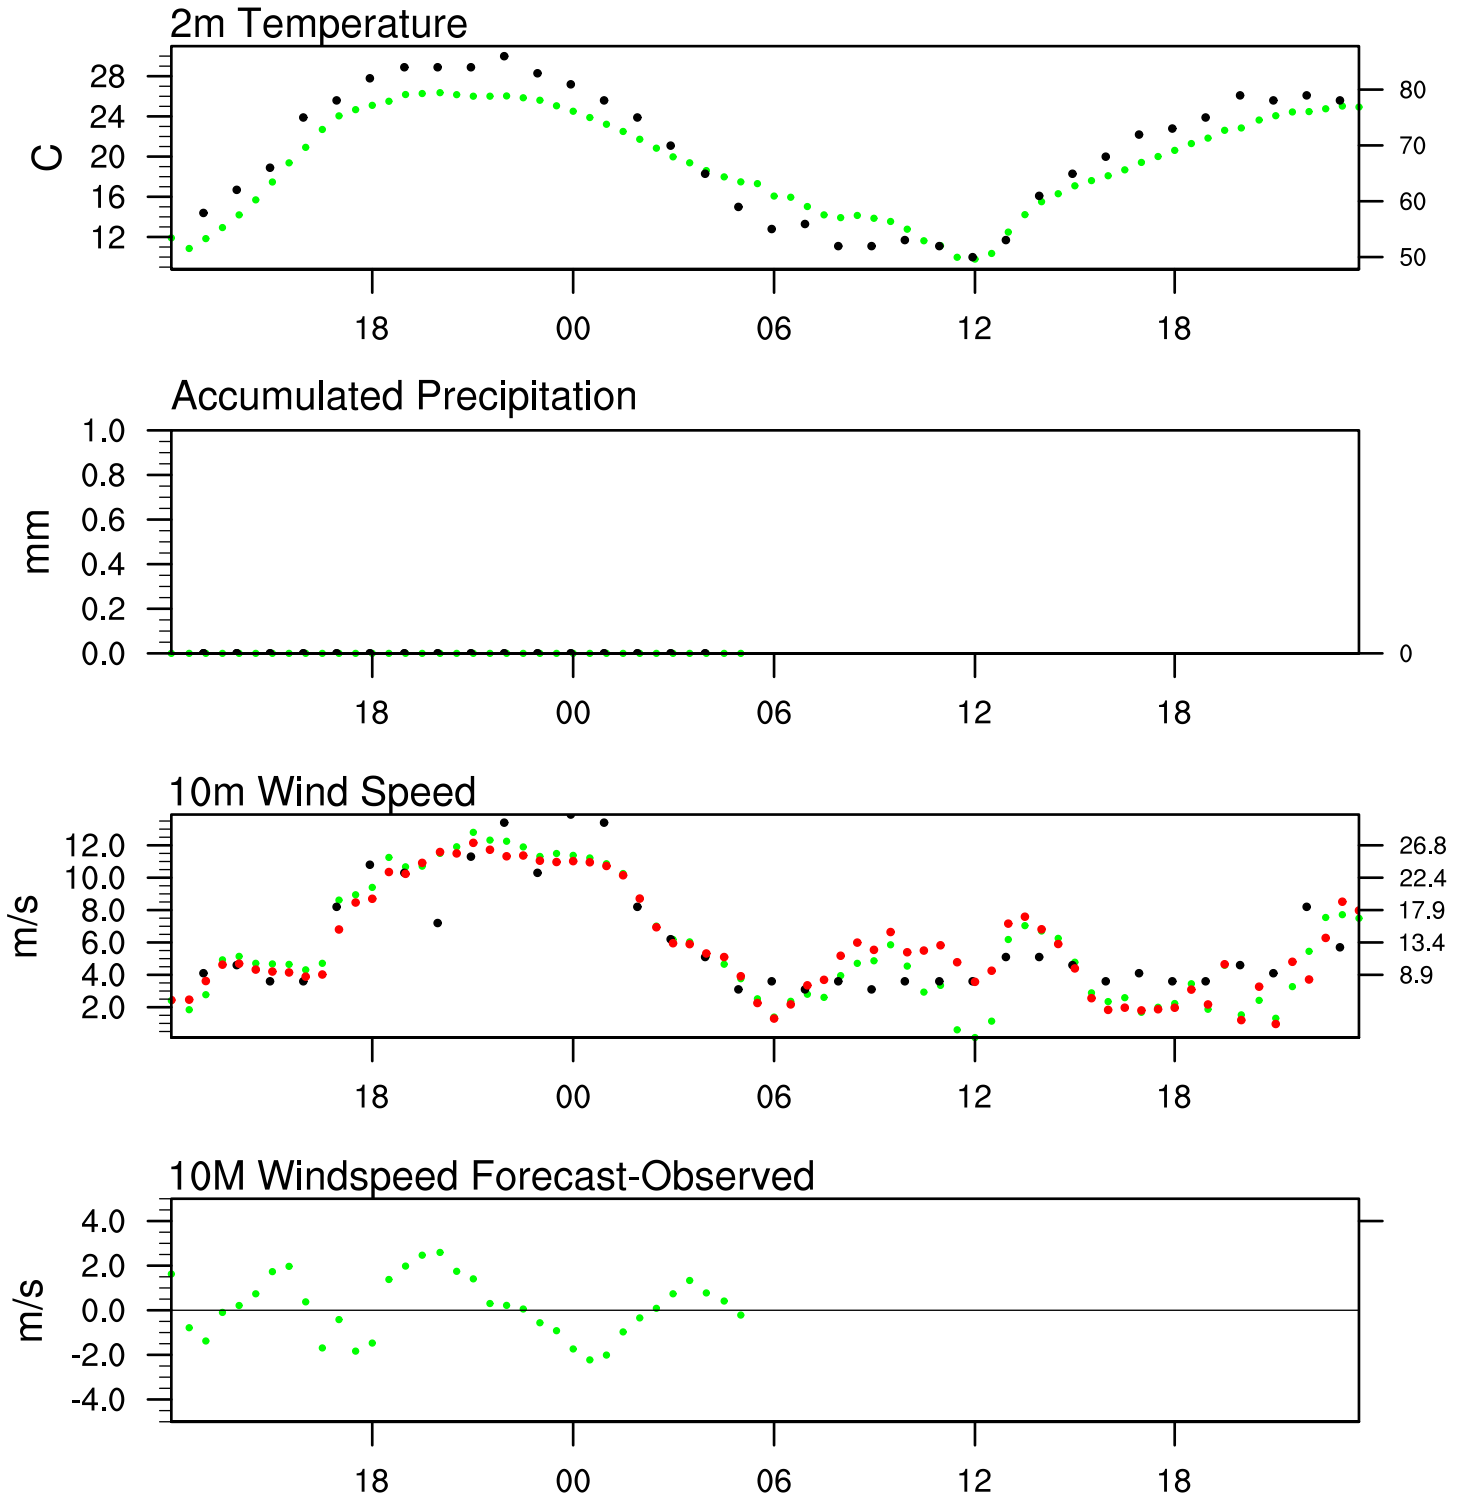 2m Temperature
28
24
20
16
12
C
80
70
60
50
18 00 06 12 18
Accumulated Precipitation
1.0
0.8
0.6
0.4
0.2
0.0
mm
0
18 00 06 12 18
10m Wind Speed
12.0
10.0
8.0
6.0
4.0
2.0
m/s
26.8
22.4
17.9
13.4
8.9
18 00 06 12 18
10M Windspeed Forecast-Observed
4.0
2.0
0.0
-2.0
-4.0
m/s
18 00 06 12 18